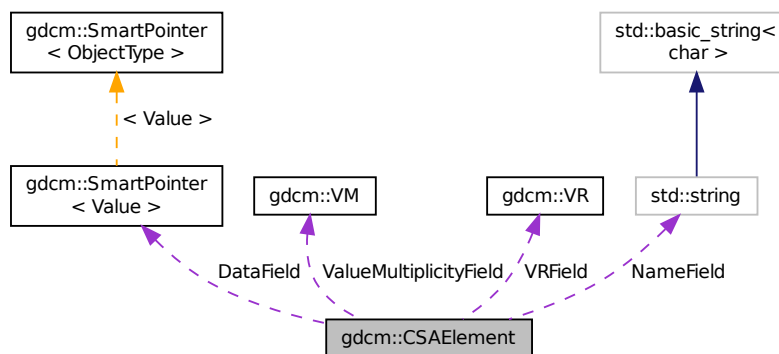 gdcm::SmartPointer
< ObjectType >
std::basic_string<
char >
< Value >
gdcm::SmartPointer
< Value >
gdcm::VM
gdcm::VR
std::string
DataField
ValueMultiplicityField
VRField
NameField
gdcm::CSAElement